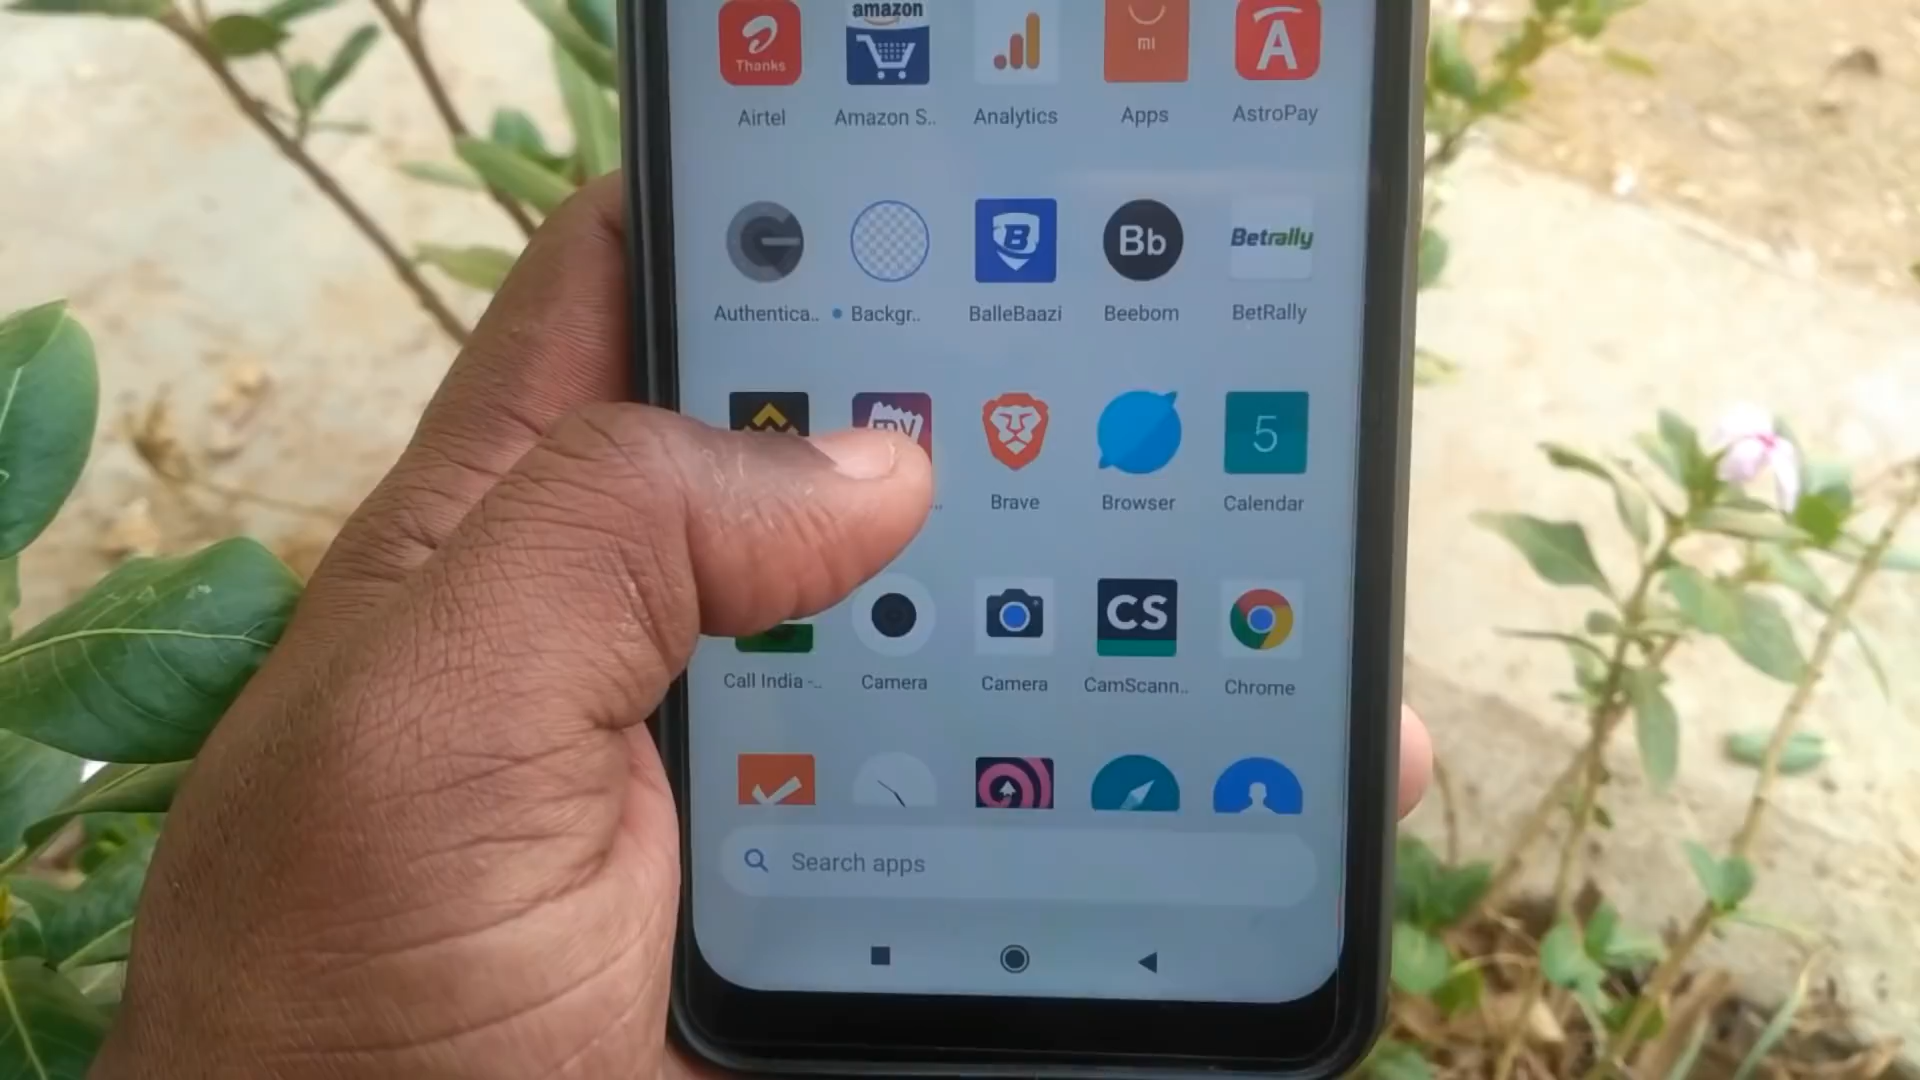 Thanks
amazon
mi
A
Airtel
Amazon S..
Analytics
Apps
AstroPay
B
Bb
Betrally
Authentica..
Backgr..
BalleBaazi
Beebom
BetRally
my
5
Brave
Browser
Calendar
CS
Call India -..
Camera
Camera
CamScann..
Chrome
Search apps